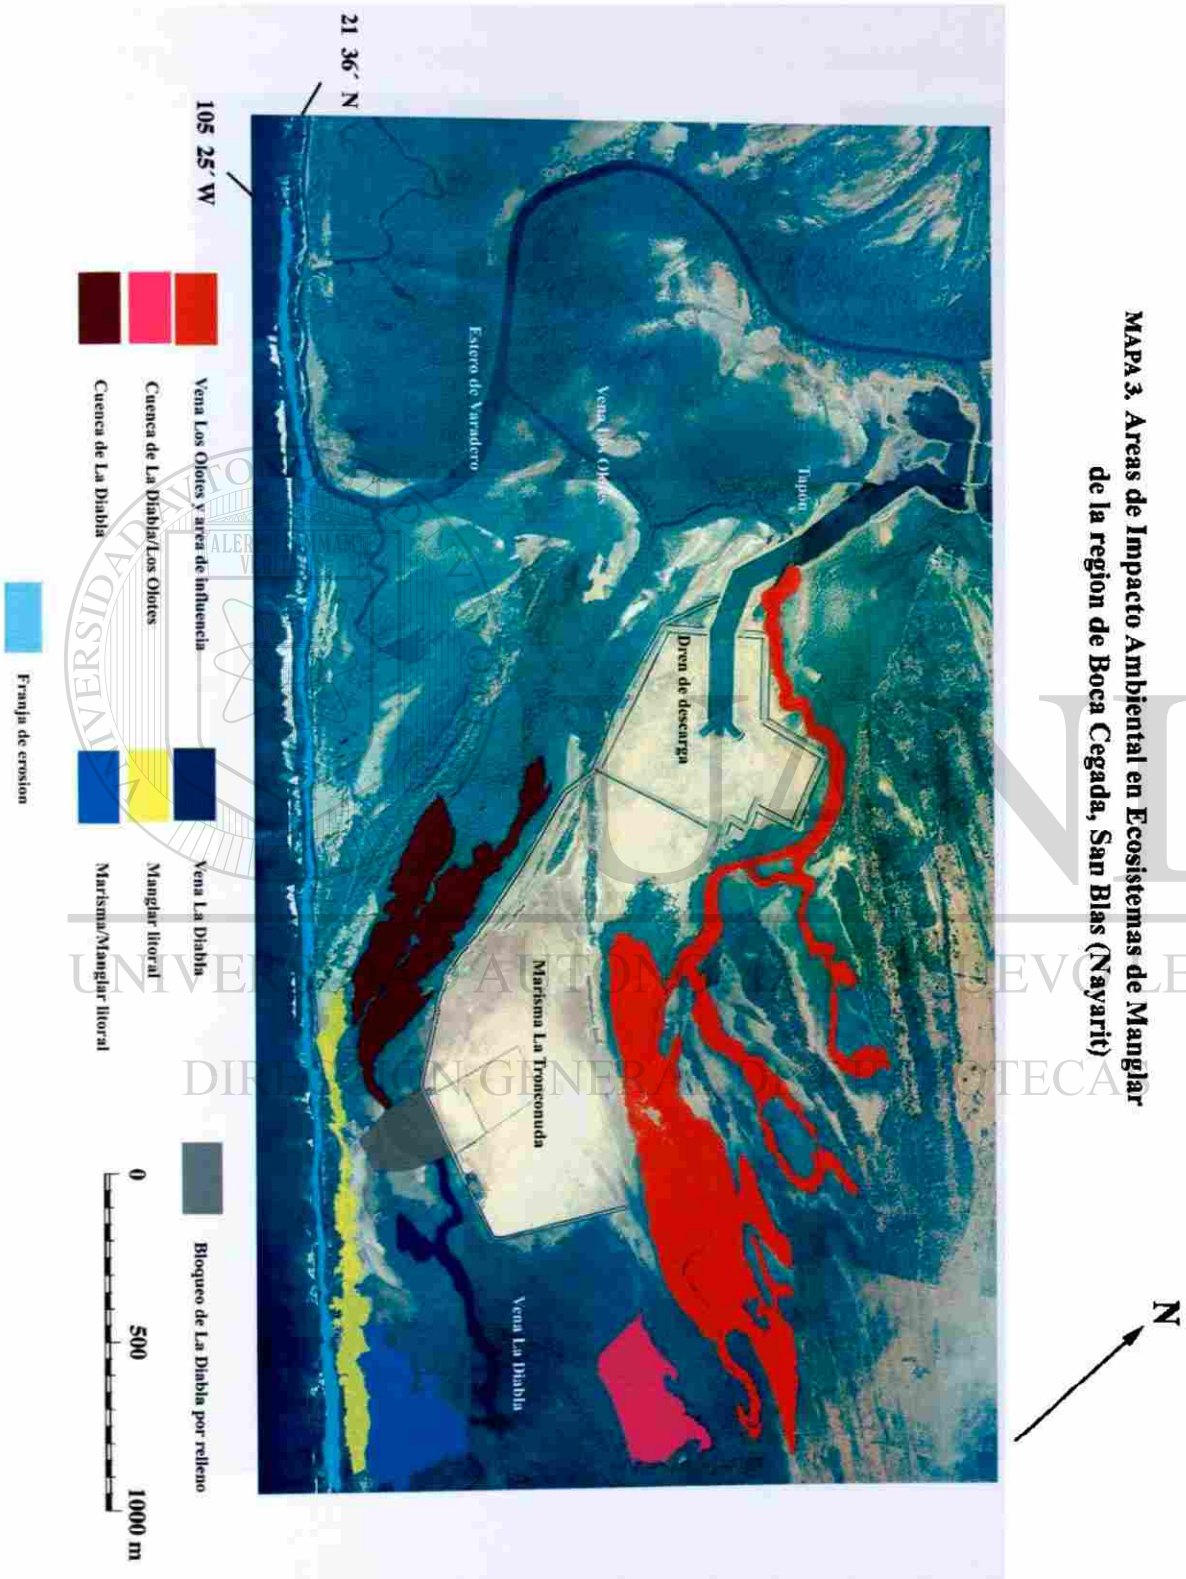 MAPA 3. Areas de Impacto Ambiental en Ecosistemas de Manglar
de la region de Boca Cegada, San Blas (Nayarit)
N
21 36´ N
105 25´ W
Tapón
Vena Los Olotes
Estero de Varadero
Dren de descarga
Marisma La Tronconuda
Vena La Diabla
Vena Los Olotes y area de influencia
Cuenca de La Diabla/Los Olotes
Cuenca de La Diabla
Vena La Diabla
Manglar litoral
Marisma/Manglar litoral
Bloqueo de La Diabla por relleno
Franja de erosion
0 500 1000 m
UNIVERSIDAD AUTON
UANL
DIRECCIÓN GENERAL DE BIBLIOTECAS